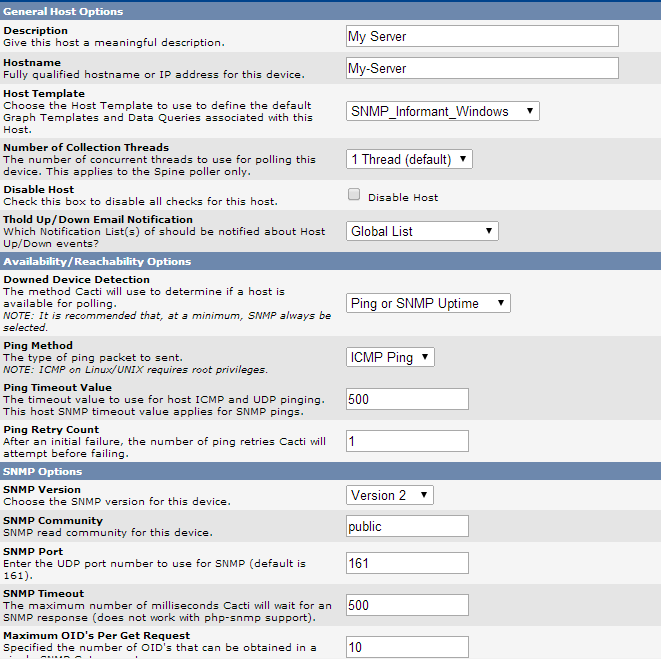 General Host Options
Description
Give this host a meaningful description.
My Server
Hostname
Fully qualified hostname or IP address for this device.
My-Server
Host Template
Choose the Host Template to use to define the default
Graph Templates and Data Queries associated with this
Host.
SNMP_Informant_Windows
Number of Collection Threads
The number of concurrent threads to use for polling this
device. This applies to the Spine poller only.
1 Thread (default)
Disable Host
Check this box to disable all checks for this host.
Disable Host
Thold Up/Down Email Notification
Which Notification List(s) of should be notified about Host
Up/Down events?
Global List
Availability/Reachability Options
Downed Device Detection
The method Cacti will use to determine if a host is
available for polling.
NOTE: It is recommended that, at a minimum, SNMP always be
selected.
Ping or SNMP Uptime
Ping Method
The type of ping packet to sent.
NOTE: ICMP on Linux/UNIX requires root privileges.
ICMP Ping
Ping Timeout Value
The timeout value to use for host ICMP and UDP pinging.
This host SNMP timeout value applies for SNMP pings.
500
Ping Retry Count
After an initial failure, the number of ping retries Cacti will
attempt before failing.
1
SNMP Options
SNMP Version
Choose the SNMP version for this device.
Version 2
SNMP Community
SNMP read community for this device.
public
SNMP Port
Enter the UDP port number to use for SNMP (default is
161).
161
SNMP Timeout
The maximum number of milliseconds Cacti will wait for an
SNMP response (does not work with php-snmp support).
500
Maximum OID's Per Get Request
Specified the number of OID's that can be obtained in a
10